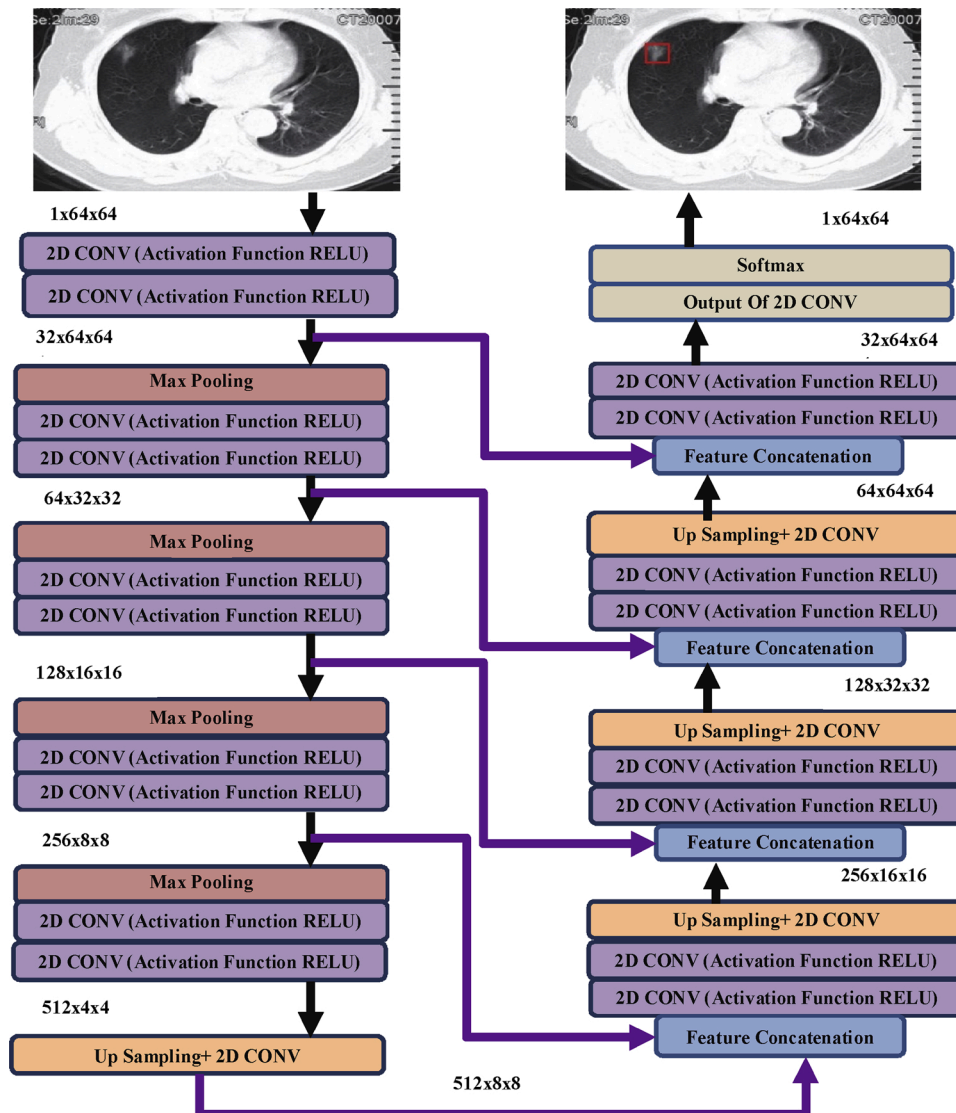 Se:2Im:29
CT20007
1x64x64
2D CONV (Activation Function RELU)
2D CONV (Activation Function RELU)
32x64x64
Max Pooling
2D CONV (Activation Function RELU)
2D CONV (Activation Function RELU)
64x32x32
Max Pooling
2D CONV (Activation Function RELU)
2D CONV (Activation Function RELU)
128x16x16
Max Pooling
2D CONV (Activation Function RELU)
2D CONV (Activation Function RELU)
256x8x8
Max Pooling
2D CONV (Activation Function RELU)
2D CONV (Activation Function RELU)
512x4x4
Up Sampling+ 2D CONV
512x8x8
Se:2Im:29
CT20007
1x64x64
Softmax
Output Of 2D CONV
32x64x64
2D CONV (Activation Function RELU)
2D CONV (Activation Function RELU)
Feature Concatenation
64x64x64
Up Sampling+ 2D CONV
2D CONV (Activation Function RELU)
2D CONV (Activation Function RELU)
Feature Concatenation
128x32x32
Up Sampling+ 2D CONV
2D CONV (Activation Function RELU)
2D CONV (Activation Function RELU)
Feature Concatenation
256x16x16
Up Sampling+ 2D CONV
2D CONV (Activation Function RELU)
2D CONV (Activation Function RELU)
Feature Concatenation